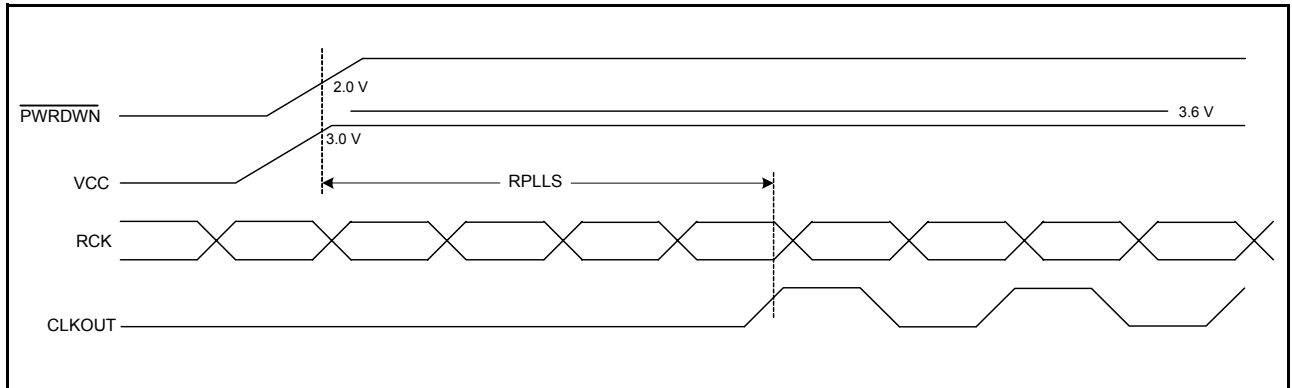 2.0 V
PWRDWN
3.6 V
3.0 V
VCC
RPLLS
RCK
CLKOUT